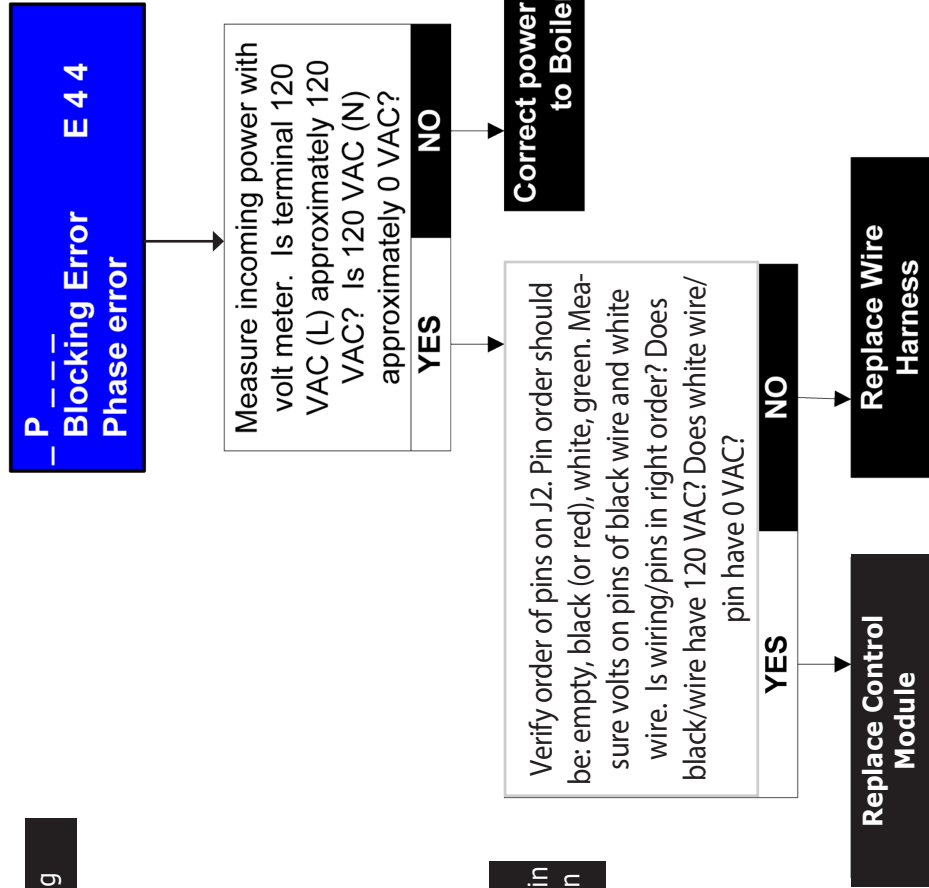 _ P _ _ _
Blocking Error E 4 4
Phase error
Measure incoming power with
volt meter. Is terminal 120
VAC (L) approximately 120
VAC? Is 120 VAC (N)
approximately 0 VAC?
YES
NO
Correct power
to Boiler
Verify order of pins on J2. Pin order should
be: empty, black (or red), white, green. Mea-
sure volts on pins of black wire and white
wire. Is wiring/pins in right order? Does
black/wire have 120 VAC? Does white wire/
pin have 0 VAC?
YES
NO
Replace Control
Module
Replace Wire
Harness
g
in
n